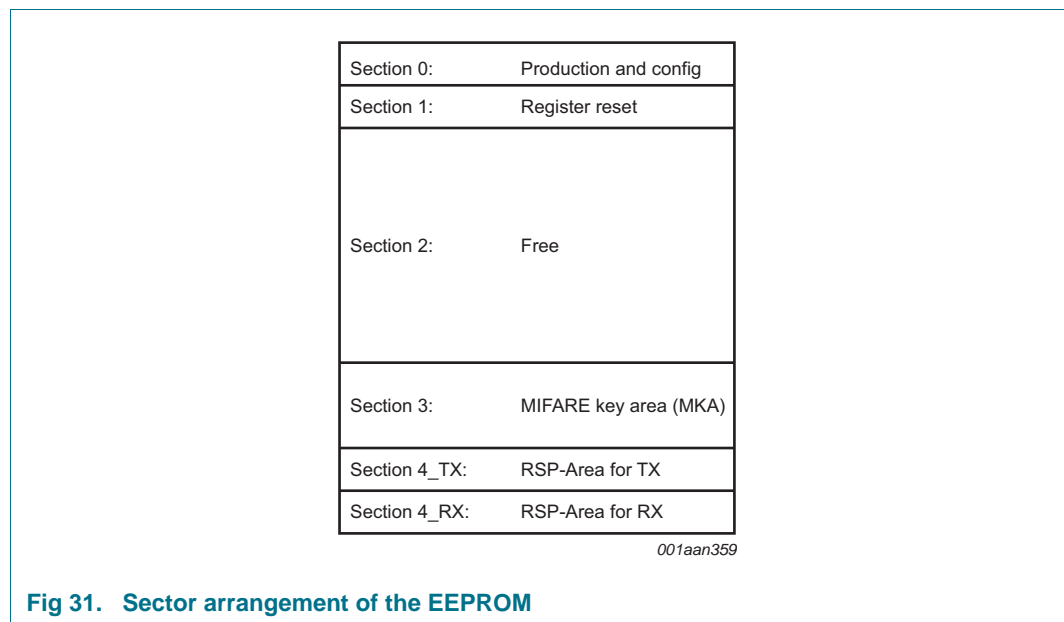 Section 0: Production and config
Section 1: Register reset
Section 2: Free
Section 3: MIFARE key area (MKA)
Section 4_TX: RSP-Area for TX
Section 4_RX: RSP-Area for RX
001aan359
Fig 31. Sector arrangement of the EEPROM